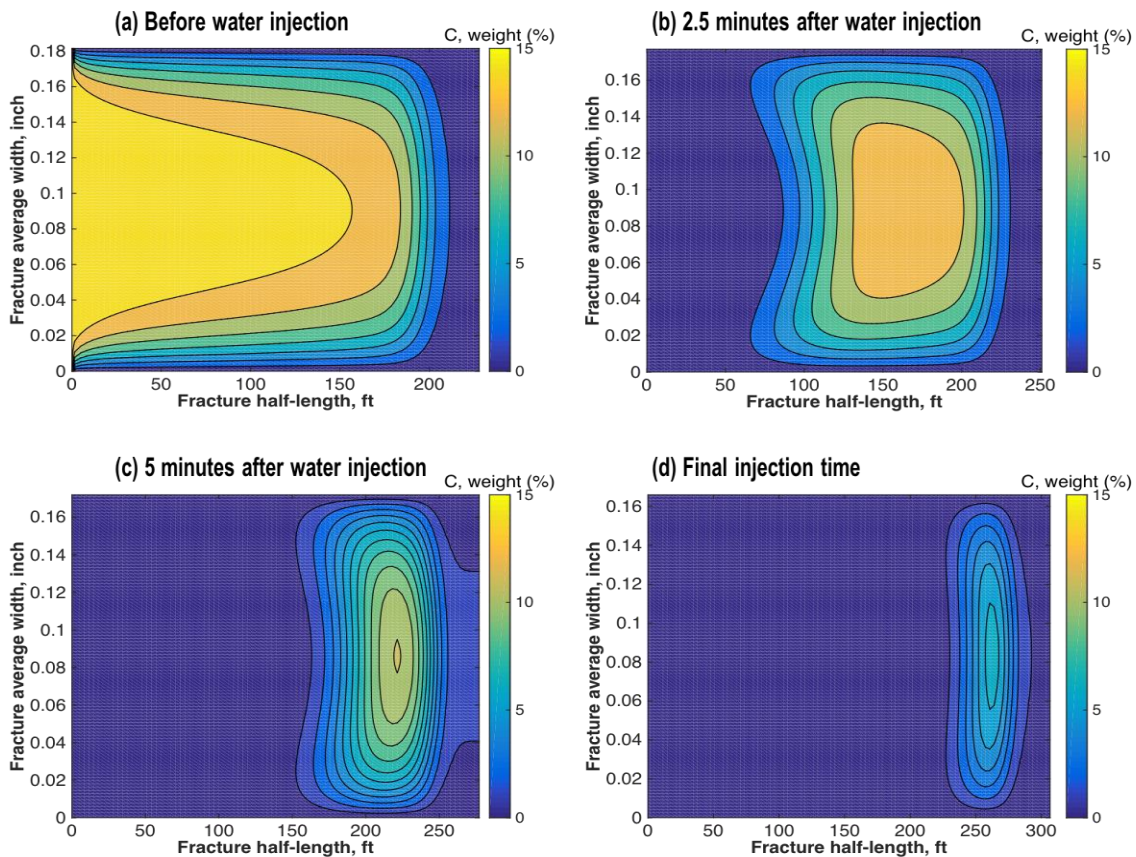 (a) Before water injection
C, weight (%)
Fracture average width, inch
0.18
0.16
0.14
0.12
0.1
0.08
0.06
0.04
0.02
0
0 50 100 150 200
Fracture half-length, ft
15
10
5
0
(b) 2.5 minutes after water injection
C, weight (%)
Fracture average width, inch
0.16
0.14
0.12
0.1
0.08
0.06
0.04
0.02
0
0 50 100 150 200 250
Fracture half-length, ft
15
10
5
0
(c) 5 minutes after water injection
C, weight (%)
Fracture average width, inch
0.16
0.14
0.12
0.1
0.08
0.06
0.04
0.02
0
0 50 100 150 200 250
Fracture half-length, ft
15
10
5
0
(d) Final injection time
C, weight (%)
Fracture average width, inch
0.16
0.14
0.12
0.1
0.08
0.06
0.04
0.02
0
0 50 100 150 200 250 300
Fracture half-length, ft
15
10
5
0